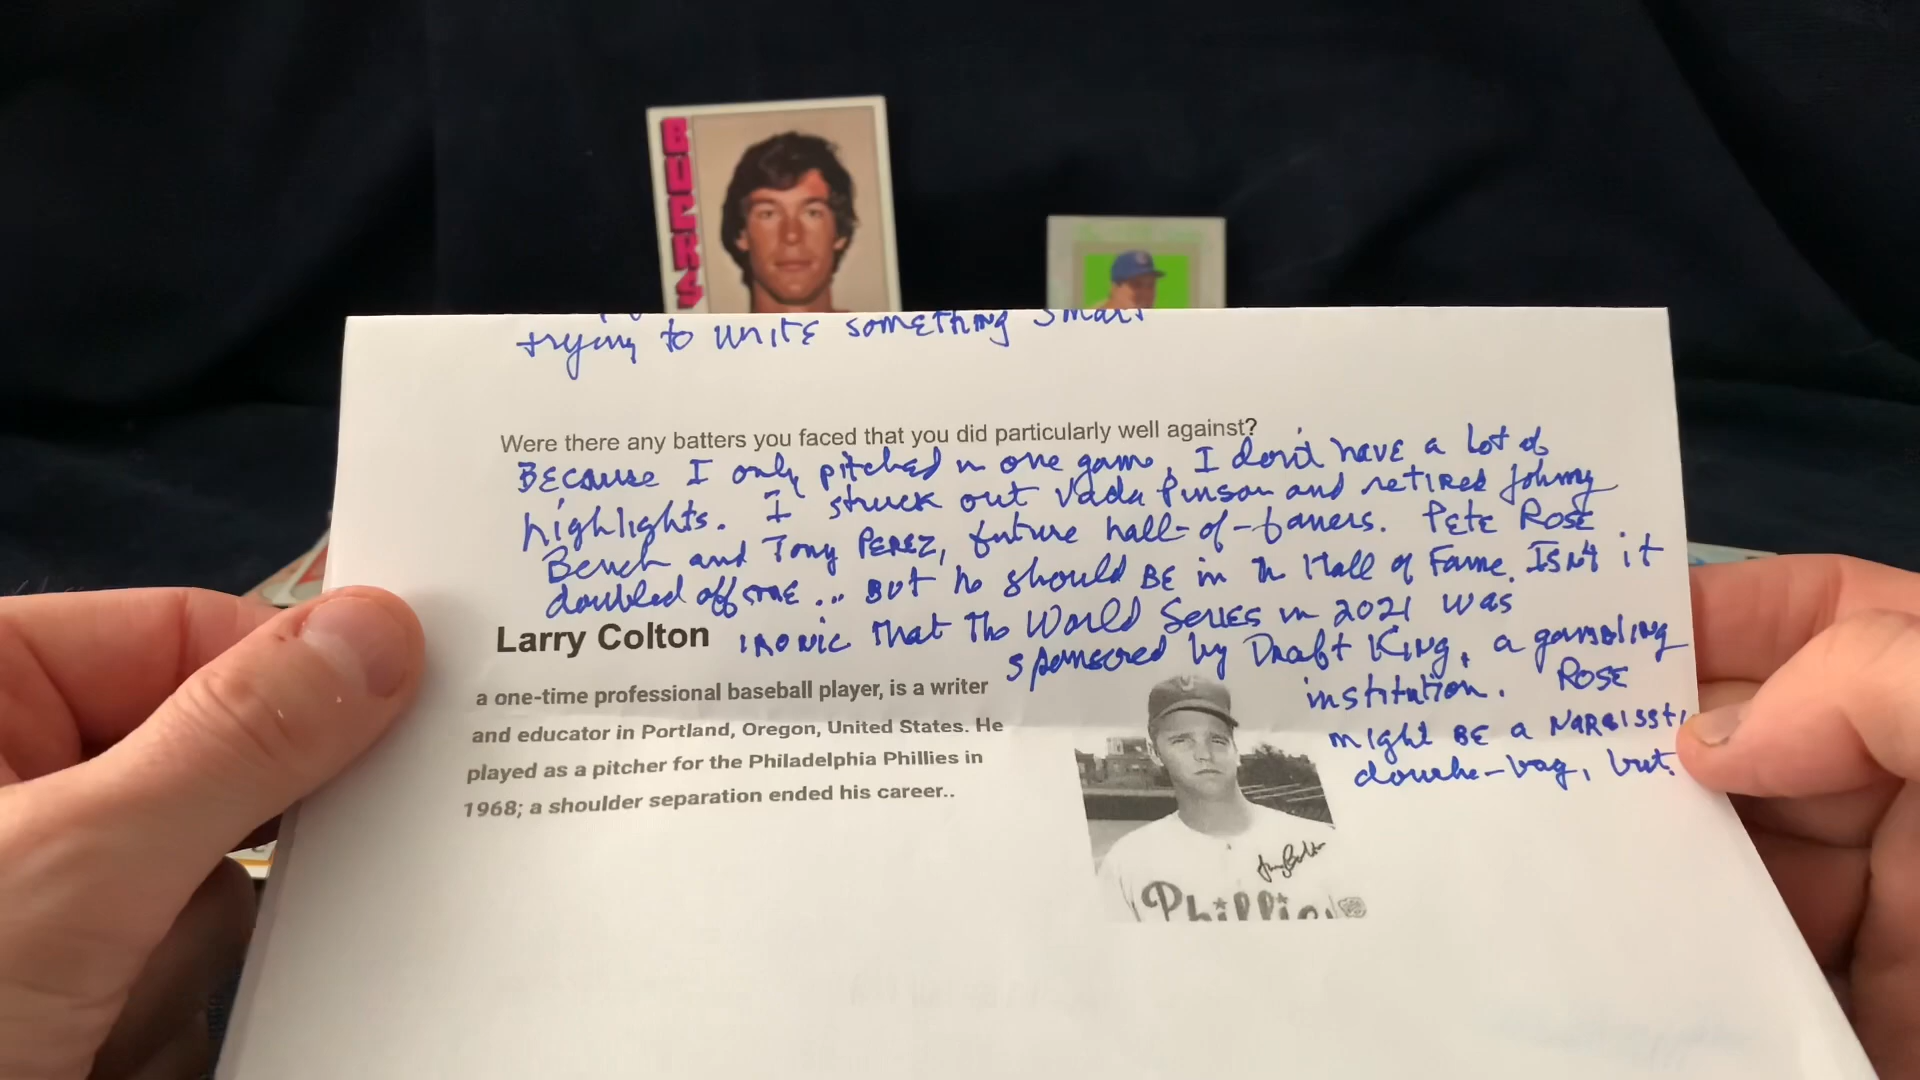 BUCKS
trying to write something small
Were there any batters you faced that you did particularly well against?
Because I only pitched in one game, I don't have a lot of
highlights. I struck out Vada Pinson and retired Johnny
Bench and Tony Perez, future hall-of-famers. Pete Rose
doubled off me... But he should be in the Hall of Fame. Isn't it
ironic that the World Series in 2021 was
sponsored by Draft King, a gambling
institution. Rose
might be a Narcissti
douche-bag, but
Larry Colton
a one-time professional baseball player, is a writer
and educator in Portland, Oregon, United States. He
played as a pitcher for the Philadelphia Phillies in
1968; a shoulder separation ended his career..
Phillies